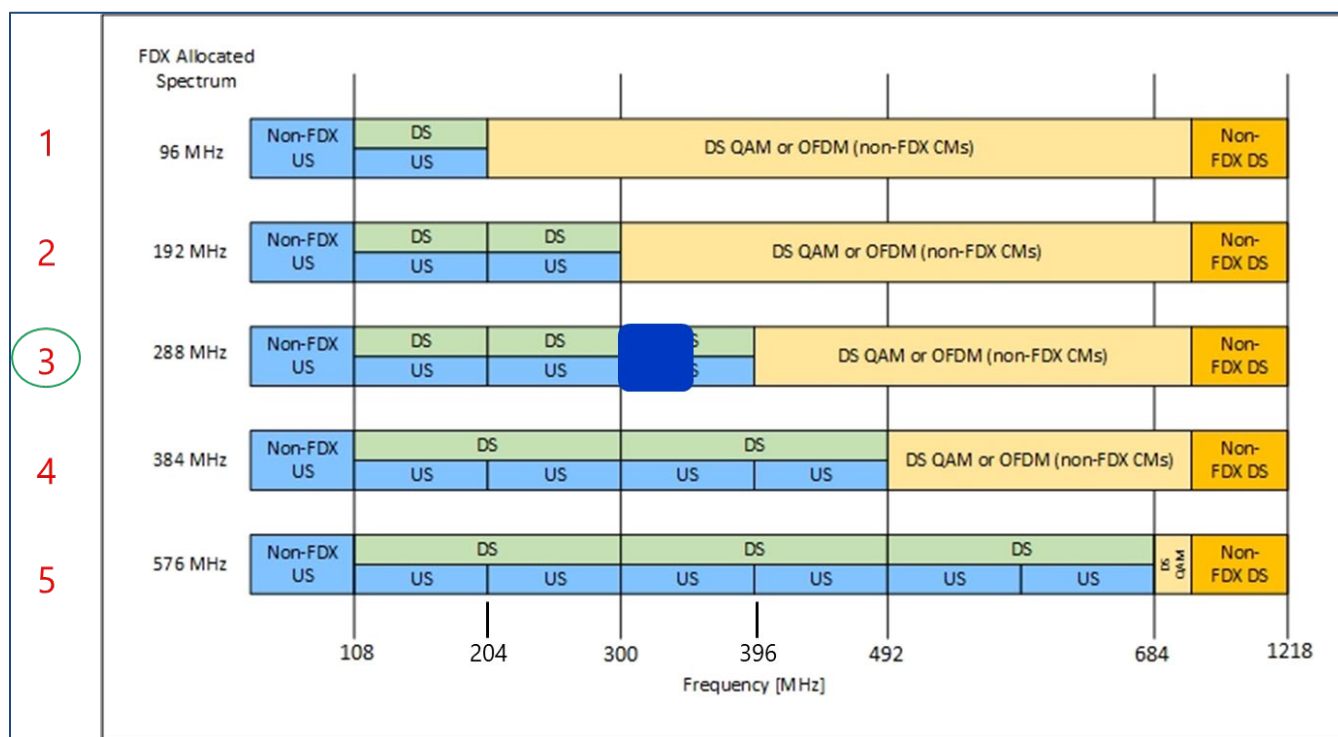 FDX Allocated
Spectrum
1
96 MHz
Non-FDX
US
DS
US
DS QAM or OFDM (non-FDX CMs)
Non-
FDX DS
2
192 MHz
Non-FDX
US
DS
DS
US
US
DS QAM or OFDM (non-FDX CMs)
Non-
FDX DS
3
288 MHz
Non-FDX
US
DS
DS
US
US
DS QAM or OFDM (non-FDX CMs)
Non-
FDX DS
4
384 MHz
Non-FDX
US
DS
DS
US
US
US
US
DS QAM or OFDM (non-FDX CMs)
Non-
FDX DS
5
576 MHz
Non-FDX
US
DS
DS
DS
US
US
US
US
US
US
DS
QAM
Non-
FDX DS
108 204 300 396 492 684 1218
Frequency [MHz]